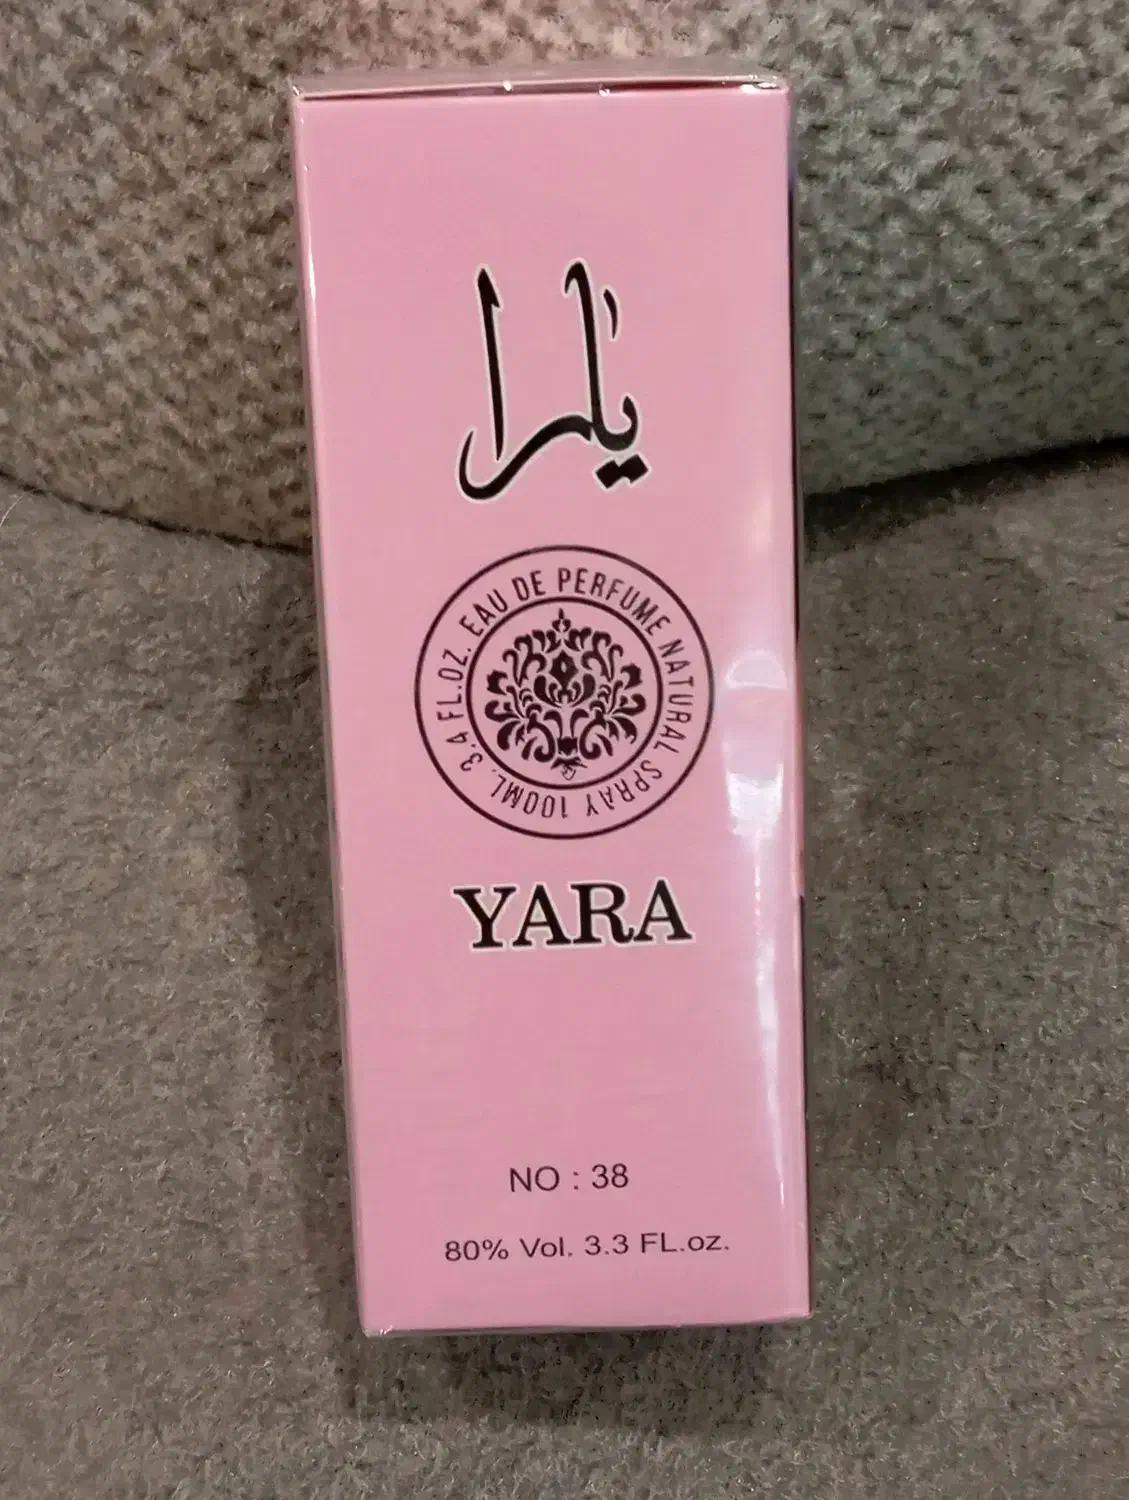 يارا
EAU DE PERFUME NATURAL SPRAY 100ML. 3.4 FL.OZ.
YARA
NO : 38
80% Vol. 3.3 FL.oz.